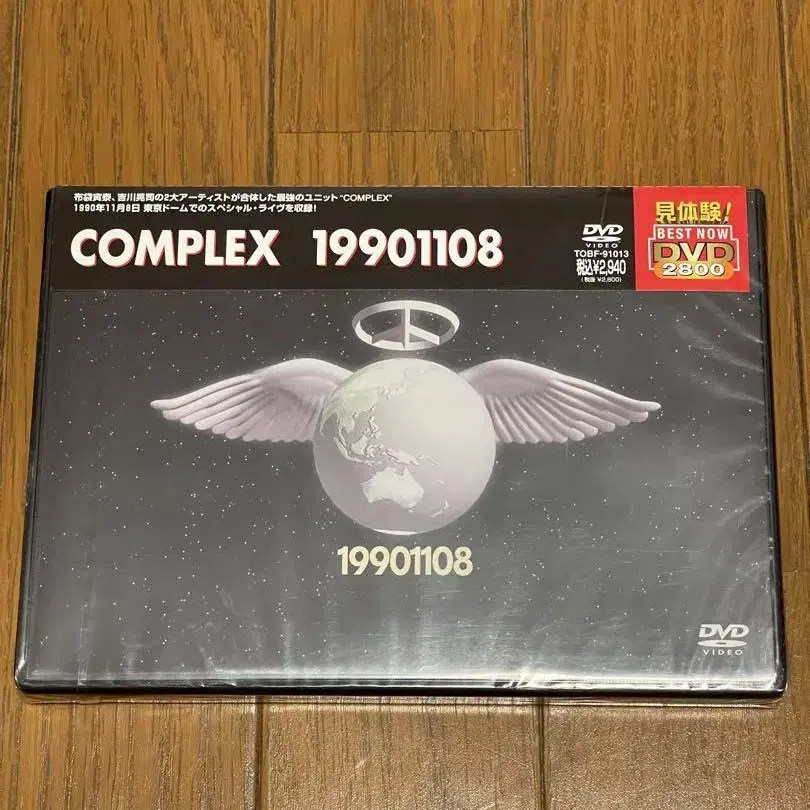 布袋寅泰、吉川晃司の2大アーティストが合体した最強のユニット“COMPLEX”
1990年11月8日 東京ドームでのスペシャル・ライヴを収録!
COMPLEX 19901108
DVD
VIDEO
TOBF-91013
税込¥2,940
(税抜 ¥2,800)
見体験!
BEST NOW
DVD
2800
19901108
DVD
VIDEO